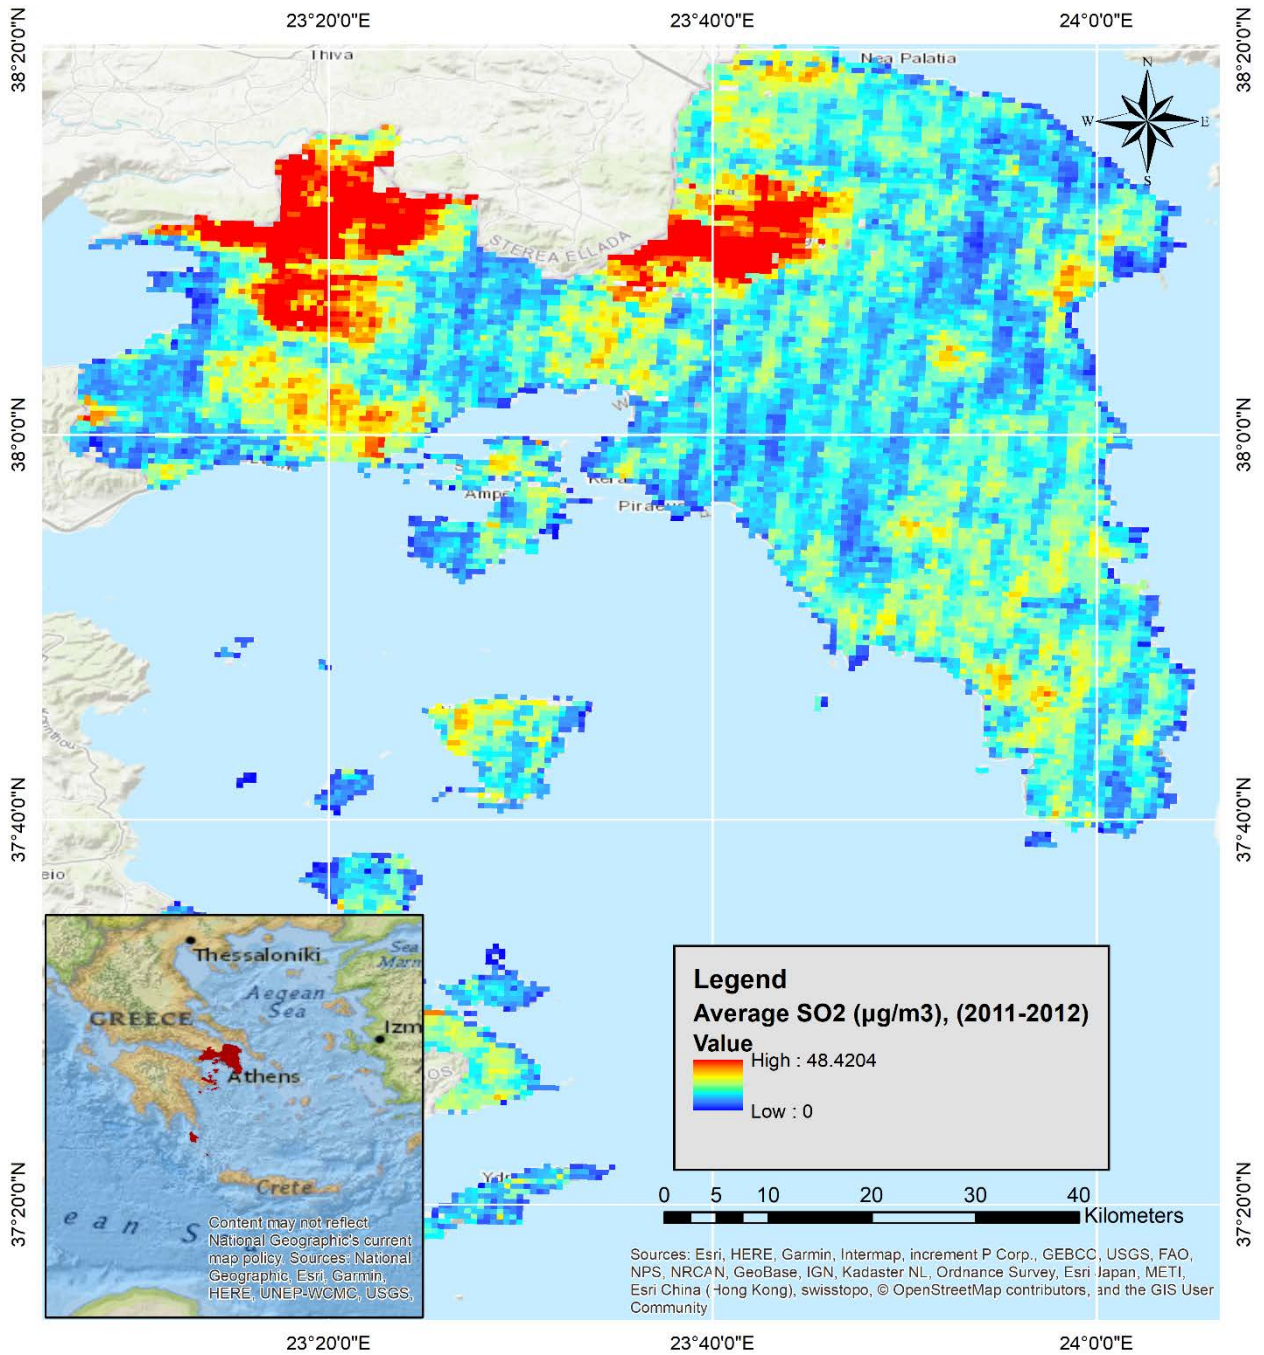 23°20'0"E 23°40'0"E 24°0'0"E
38°20'0"N
38°20'0"N
Thiva
Nea Palatia
N
W E
S
STEREA ELLADA
38°0'0"N
38°0'0"N
Piraeus
37°40'0"N
37°40'0"N
Thessaloniki
Sea
Aegean
Sea
GREECE
Athens
Crete
Content may not reflect
National Geographic's current
map policy. Sources: National
Geographic, Esri, Garmin,
HERE, UNEP-WCMC, USGS,
Legend
Average SO2 (µg/m3), (2011-2012)
Value
High : 48.4204
Low : 0
37°20'0"N
37°20'0"N
0 5 10 20 30 40
Kilometers
Sources: Esri, HERE, Garmin, Intermap, increment P Corp., GEBCO, USGS, FAO,
NPS, NRCAN, GeoBase, IGN, Kadaster NL, Ordnance Survey, Esri Japan, METI,
Esri China (Hong Kong), swisstopo, © OpenStreetMap contributors, and the GIS User
Community
23°20'0"E 23°40'0"E 24°0'0"E